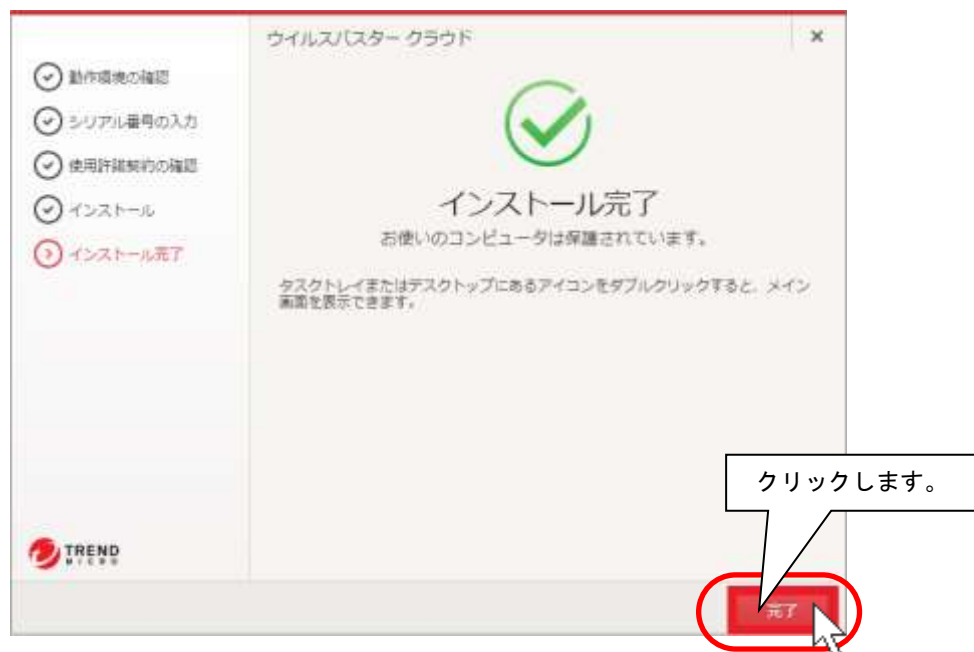 ウイルスバスター クラウド
動作環境の確認
シリアル番号の入力
使用許諾契約の確認
インストール
インストール完了
インストール完了
お使いのコンピュータは保護されています。
タスクトレイまたはデスクトップにあるアイコンをダブルクリックすると、メイン
画面を表示できます。
クリックします。
TREND
MICRO
完了